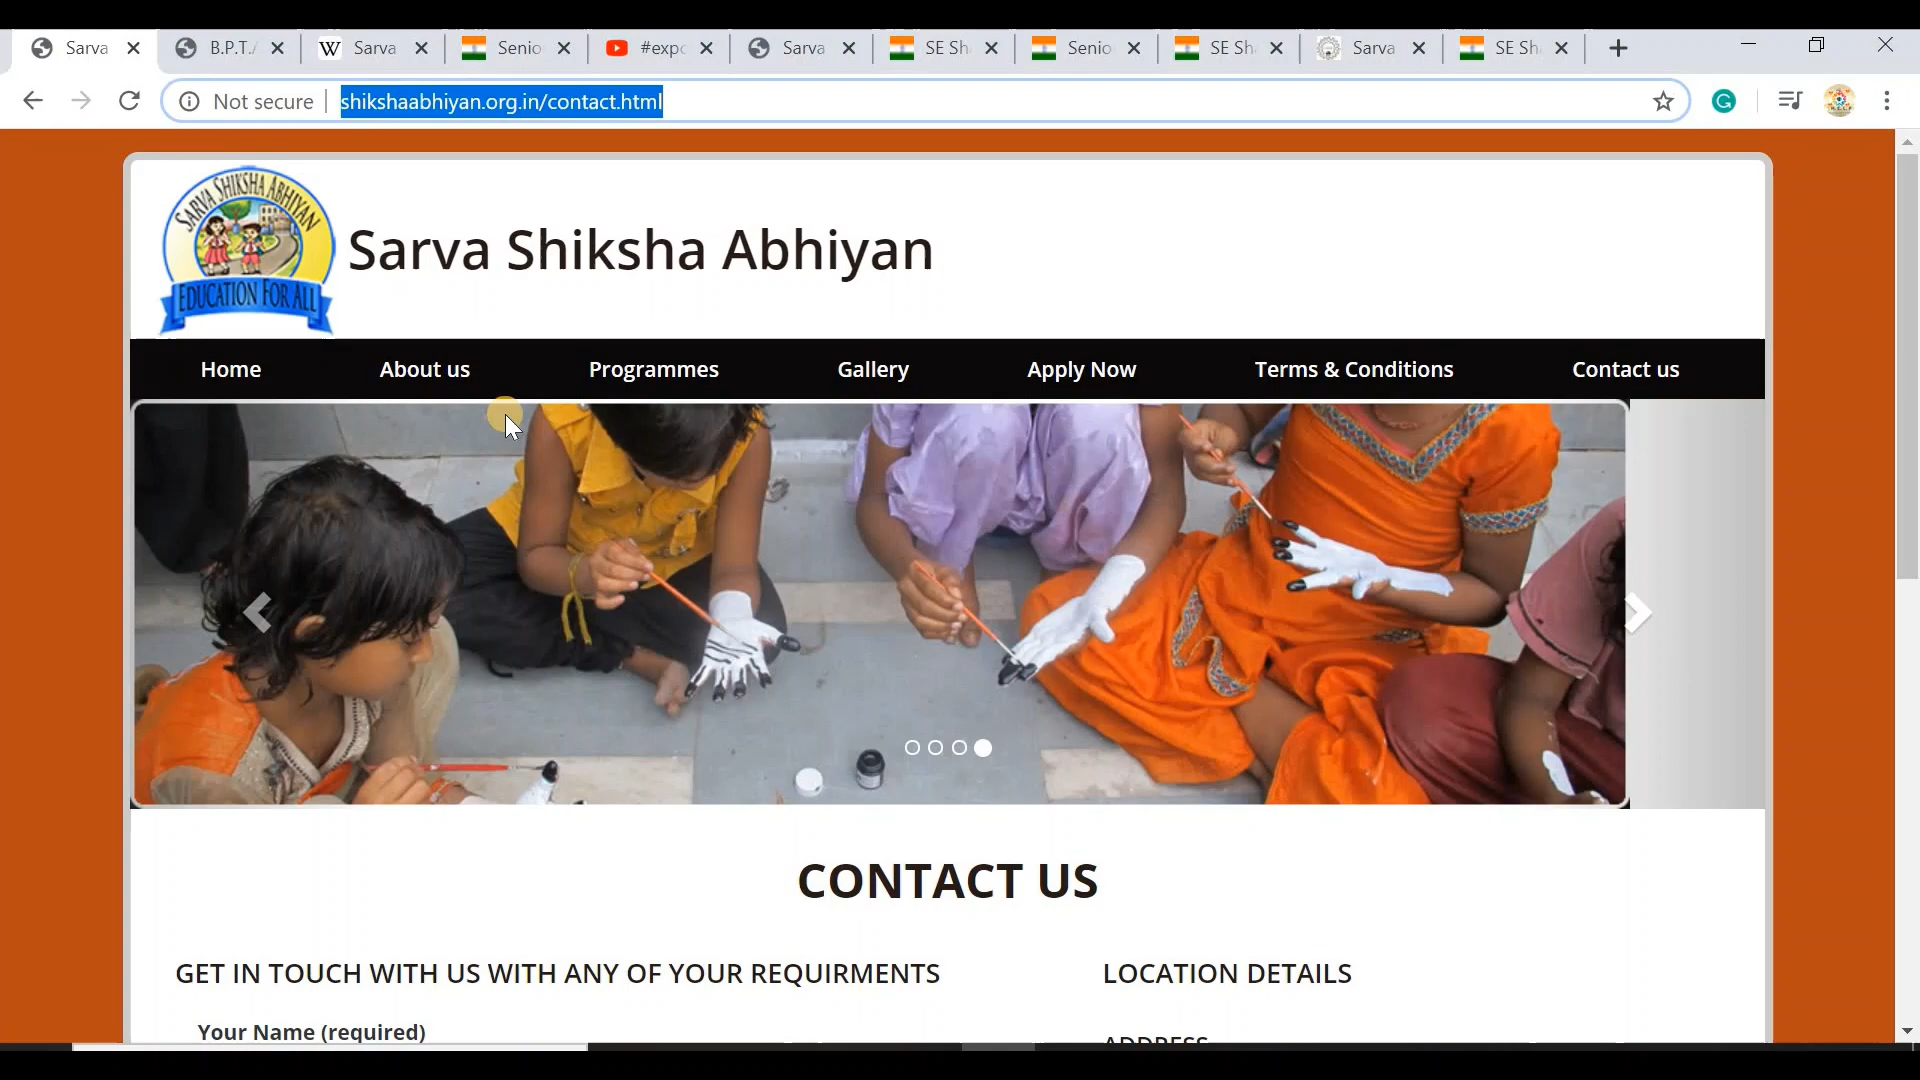 Sarva
B.P.T.A
Sarva
Senio
#expo
Sarva
SE Sh
Senio
SE Sh
Sarva
SE Sh
Not secure
shikshaabhiyan.org.in/contact.html
SARVA SHIKSHA ABHIYAN
EDUCATION FOR ALL
Sarva Shiksha Abhiyan
Home About us Programmes Gallery Apply Now Terms & Conditions Contact us
CONTACT US
GET IN TOUCH WITH US WITH ANY OF YOUR REQUIRMENTS
LOCATION DETAILS
Your Name (required)
ADDRESS